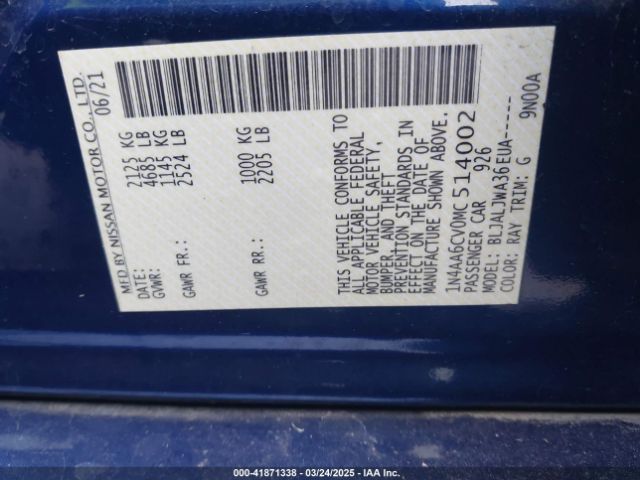 MFD BY NISSAN MOTOR CO., LTD.
06/21
2125 KG
GVWR: 4685 LB
1145 KG
GAWR FR.: 2524 LB
1000 KG
GAWR RR.: 2205 LB
THIS VEHICLE CONFORMS TO
ALL APPLICABLE FEDERAL
MOTOR VEHICLE SAFETY,
BUMPER, AND THEFT
PREVENTION STANDARDS IN
EFFECT ON THE DATE OF
MANUFACTURE SHOWN ABOVE.
1N4AA6CV0MC514002
PASSENGER CAR 926
MODEL: BLJALJWA36EUA-----
COLOR: RAY TRIM: G 9N00A
000-41871338 - 03/24/2025 - IAA Inc.